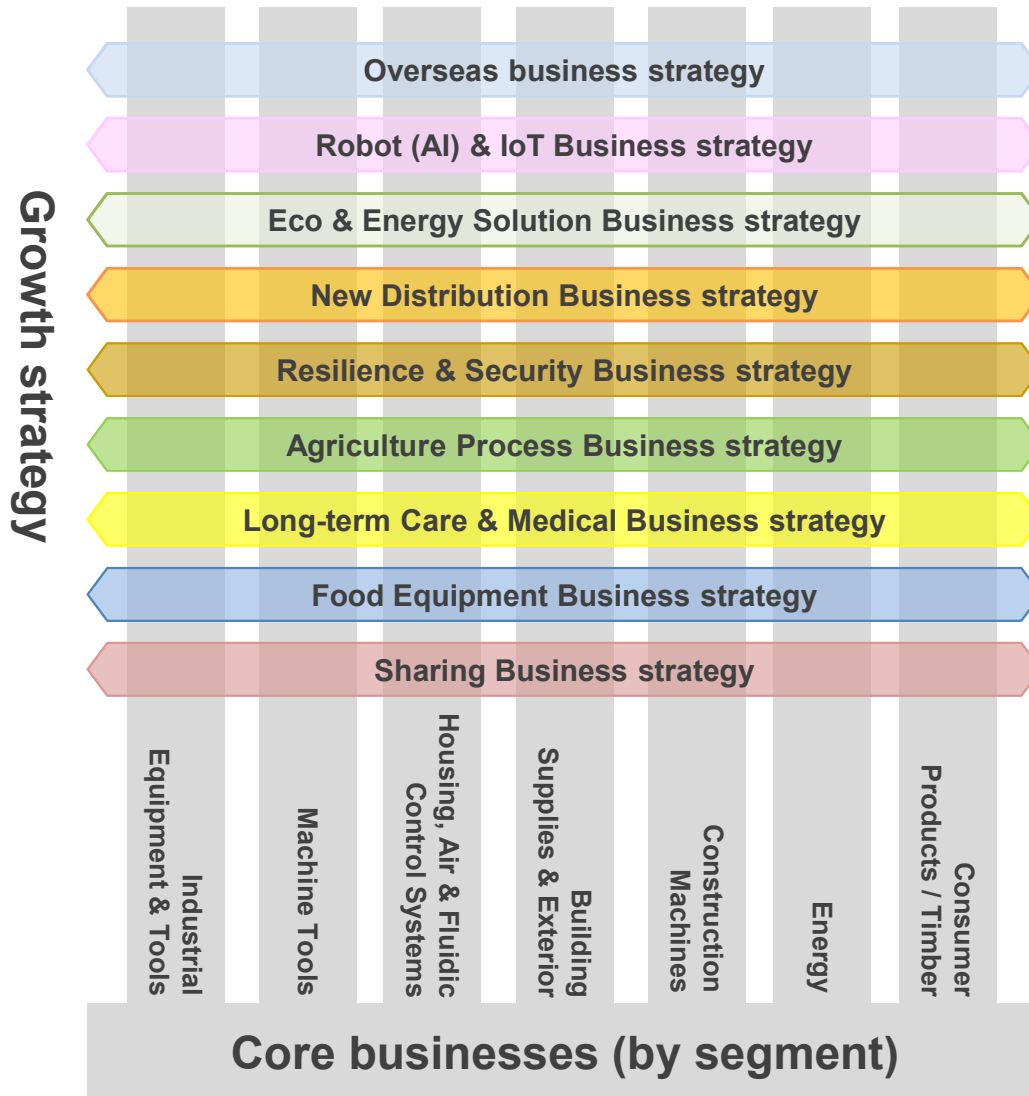 Growth strategy
Overseas business strategy
Robot (AI) & IoT Business strategy
Eco & Energy Solution Business strategy
New Distribution Business strategy
Resilience & Security Business strategy
Agriculture Process Business strategy
Long-term Care & Medical Business strategy
Food Equipment Business strategy
Sharing Business strategy
Industrial
Equipment & Tools
Machine Tools
Housing, Air & Fluidic
Control Systems
Building
Supplies & Exterior
Construction
Machines
Energy
Consumer
Products / Timber
Core businesses (by segment)